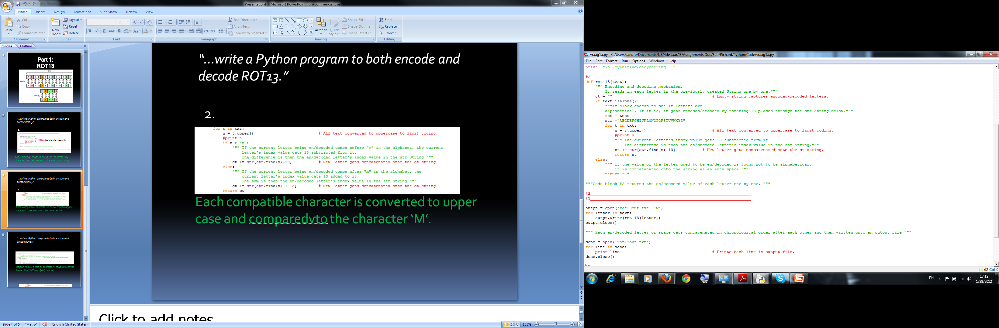 Presentation1 - Microsoft PowerPoint non-commercial use
Home Insert Design Animations Slide Show Review View
Paste
Cut
Copy
Format Painter
Clipboard
New Slide
Layout
Reset
Delete
Slides
28
Font
Paragraph
Text Direction
Align Text
Convert to SmartArt
Arrange
Quick Styles
Shape Fill
Shape Outline
Shape Effects
Drawing
Find
Replace
Select
Editing
Slides Outline
2
Part 1:
ROT13
13
A B C D E F G H I J K L M
ROT13
N O P Q R S T U V W X Y Z
H E L L O
ROT13
U R Y Y B
3
"...write a Python program to both encode and
decode ROT13."
1.
Each character in source file
Code block #1 reads in a text file (character by
character) and stores each character in a string
4
"...write a Python program to both encode and
decode ROT13."
2.
Each compatible character is converted to upper
case and comparedvto the character 'M'.
5
"...write a Python program to both encode and
decode ROT13."
2.
Isalpha ensures that all characters read in from the
file is i the [A-Z] and [a-z] bracket.
"...write a Python program to both encode and
decode ROT13."
2.
for t in txt:
n = t.upper() # All text converted to uppercase to limit coding.
#print n
if n < "m":
""" If the current letter being en/decoded comes before "m" in the alphabet, the current
letter's index value gets 13 subtracted from it.
The difference is then the en/decoded letter's index value in the str String."""
ct += str[str.find(n)-13] # New letter gets concatenated onto the ct string.
else:
""" If the current letter being en/decoded comes after "m" in the alphabet, the
current letter's index value gets 13 added to it.
The sum is then the en/decoded letter's index value in the str String."""
ct += str[str.find(n) + 13] # New letter gets concatenated onto the ct string.
return ct
Each compatible character is converted to upper
case and comparedvto the character 'M'.
Click to add notes
Slide 4 of 5 "Metro" English (United States) 125%
vraag1a.py - C:/Users/Jandre/Documents/US/4de Jaar/IS/Assignments Due/Feb/Richard/Python/Code/vraag1a.py
File Edit Format Run Options Windows Help
print "\n ~Cyphering/decyphering..."
#2
def rot_13(text):
""" Encoding and decoding mechanism.
It reads in each letter in the previously created String one by one."""
ct = "" # Empty string captures encoded/decoded letters.
if text.isalpha():
"""If block checks to see if letters are
alphabetical. If it is, it gets encoded/decoded by rotating 13 places through the str String below."""
txt = text
str ="ABCDEFGHIJKLMNOPQRSTUVWXYZ"
for t in txt:
n = t.upper() # All text converted to uppercase to limit coding.
#print n
""" The current letter's index value gets 13 subtracted from it.
The difference is then the en/decoded letter's index value in the str String."""
ct += str[str.find(n)-13] # New letter gets concatenated onto the ct string.
return ct
else:
""" If the value of the letter qued to be en/decoded is found not to be alphabetical,
it is concatenated onto the string as an emty space."""
return " "
"""Code block #2 returns the en/decoded value of each letter one by one. """
#2
#3
outpt = open('rot13out.txt','w')
for letter in text:
outpt.write(rot_13(letter))
outpt.close()
""" Each en/decoded letter or space gets concatenated in chronological order after each other and then written onto an output file."""
done = open('rot13out.txt')
for line in done:
print line # Prints each line in output file.
done.close()
Ln: 62 Col: 0
EN
17:12
1/28/2012